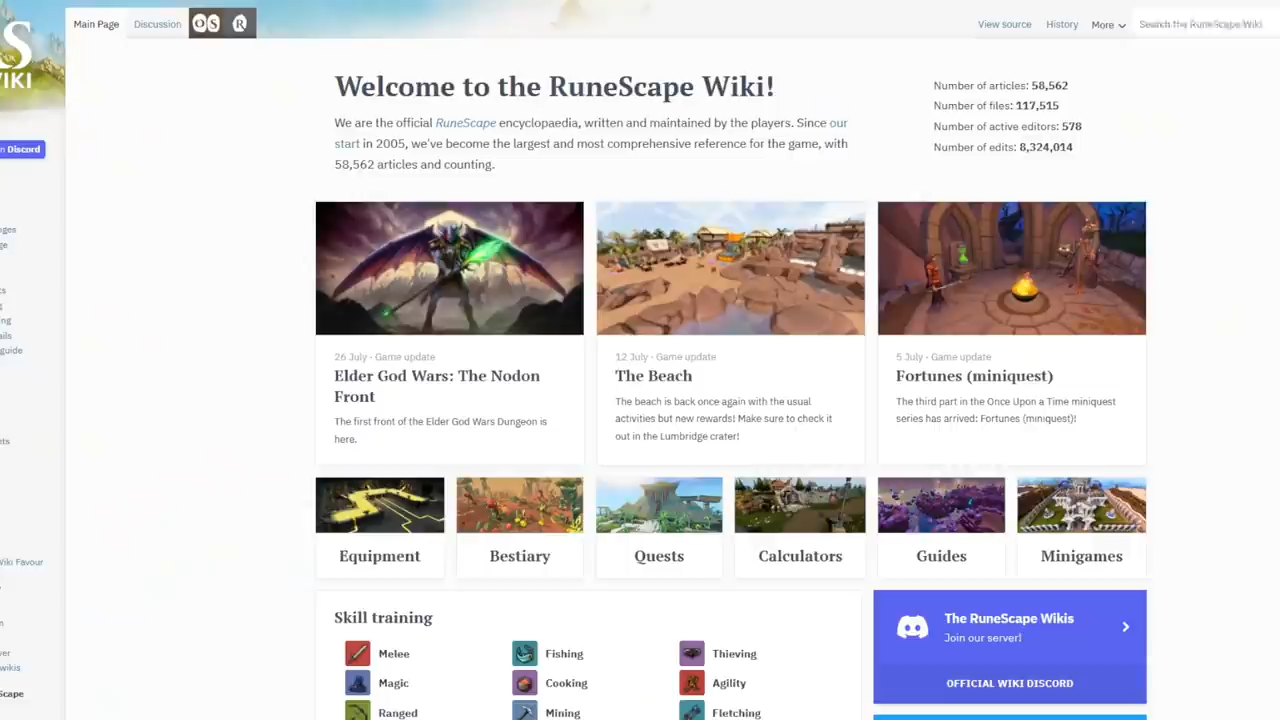 Main Page Discussion OS R View source History More Search the RuneScape Wiki
S
WIKI
Welcome to the RuneScape Wiki!
We are the official RuneScape encyclopaedia, written and maintained by the players. Since our
start in 2005, we've become the largest and most comprehensive reference for the game, with
58,562 articles and counting.
Number of articles: 58,562
Number of files: 117,515
Number of active editors: 578
Number of edits: 8,324,014
n Discord
26 July · Game update
Elder God Wars: The Nodon
Front
The first front of the Elder God Wars Dungeon is
here.
12 July · Game update
The Beach
The beach is back once again with the usual
activities but new rewards! Make sure to check it
out in the Lumbridge crater!
5 July · Game update
Fortunes (miniquest)
The third part in the Once Upon a Time miniquest
series has arrived: Fortunes (miniquest)!
Equipment
Bestiary
Quests
Calculators
Guides
Minigames
Wiki Favour
wikis
Scape
guide
Skill training
Melee Fishing Thieving
Magic Cooking Agility
Ranged Mining Fletching
The RuneScape Wikis
Join our server!
OFFICIAL WIKI DISCORD